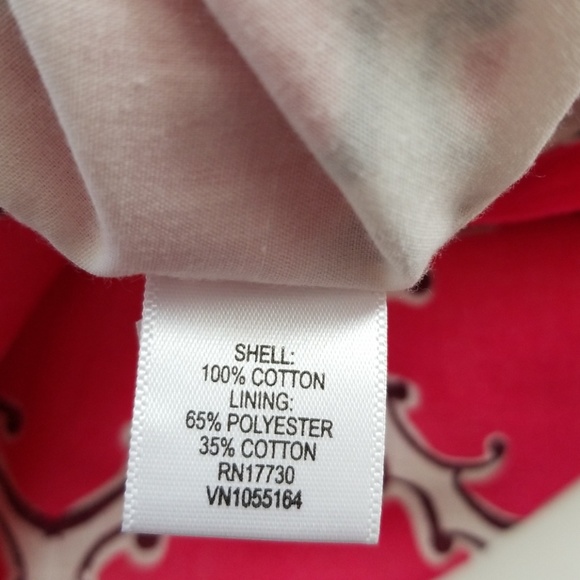 SHELL:
100% COTTON
LINING:
65% POLYESTER
35% COTTON
RN17730
VN1055164